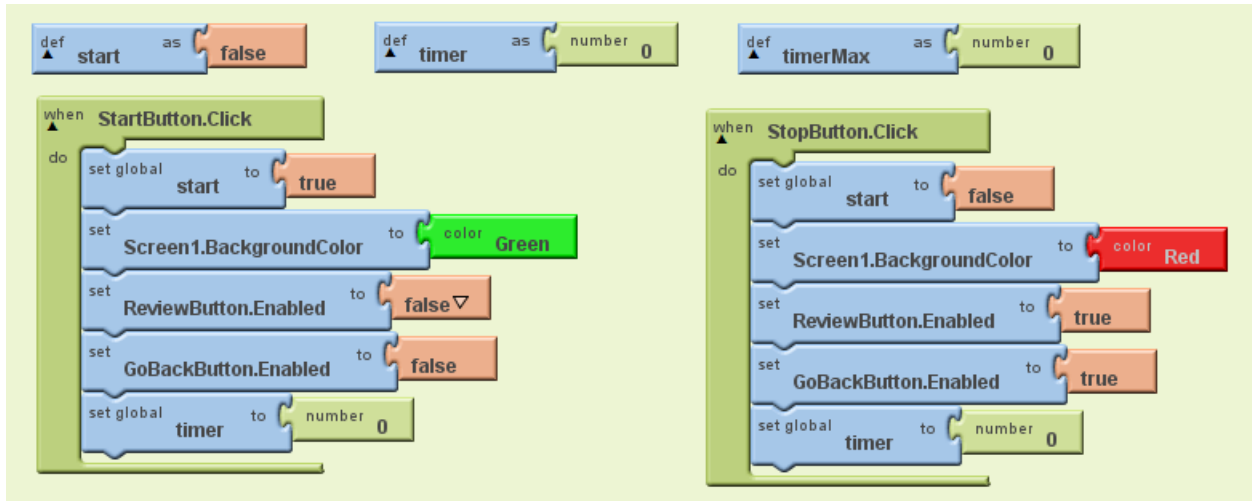 def start as false
def timer as number 0
def timerMax as number 0
when StartButton.Click
do
set global start to true
set Screen1.BackgroundColor to color Green
set ReviewButton.Enabled to false
set GoBackButton.Enabled to false
set global timer to number 0
when StopButton.Click
do
set global start to false
set Screen1.BackgroundColor to color Red
set ReviewButton.Enabled to true
set GoBackButton.Enabled to true
set global timer to number 0